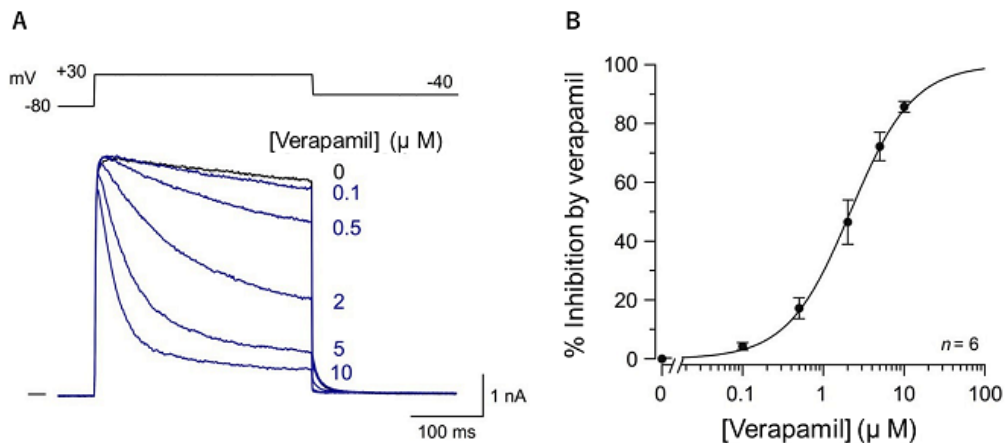 A
mV
+30
-80
-40
[Verapamil] (μ M)
0
0.1
0.5
2
5
10
1 nA
100 ms
B
% Inhibition by verapamil
100
80
60
40
20
0
n = 6
0
0.1
1
10
100
[Verapamil] (μ M)